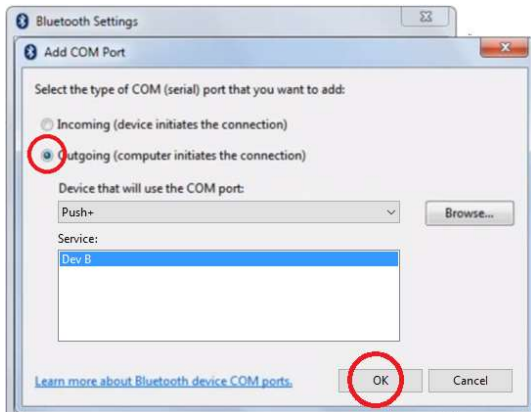 Bluetooth Settings
Add COM Port
Select the type of COM (serial) port that you want to add:
Incoming (device initiates the connection)
Outgoing (computer initiates the connection)
Device that will use the COM port:
Push+
Browse...
Service:
Dev B
Learn more about Bluetooth device COM ports.
OK
Cancel